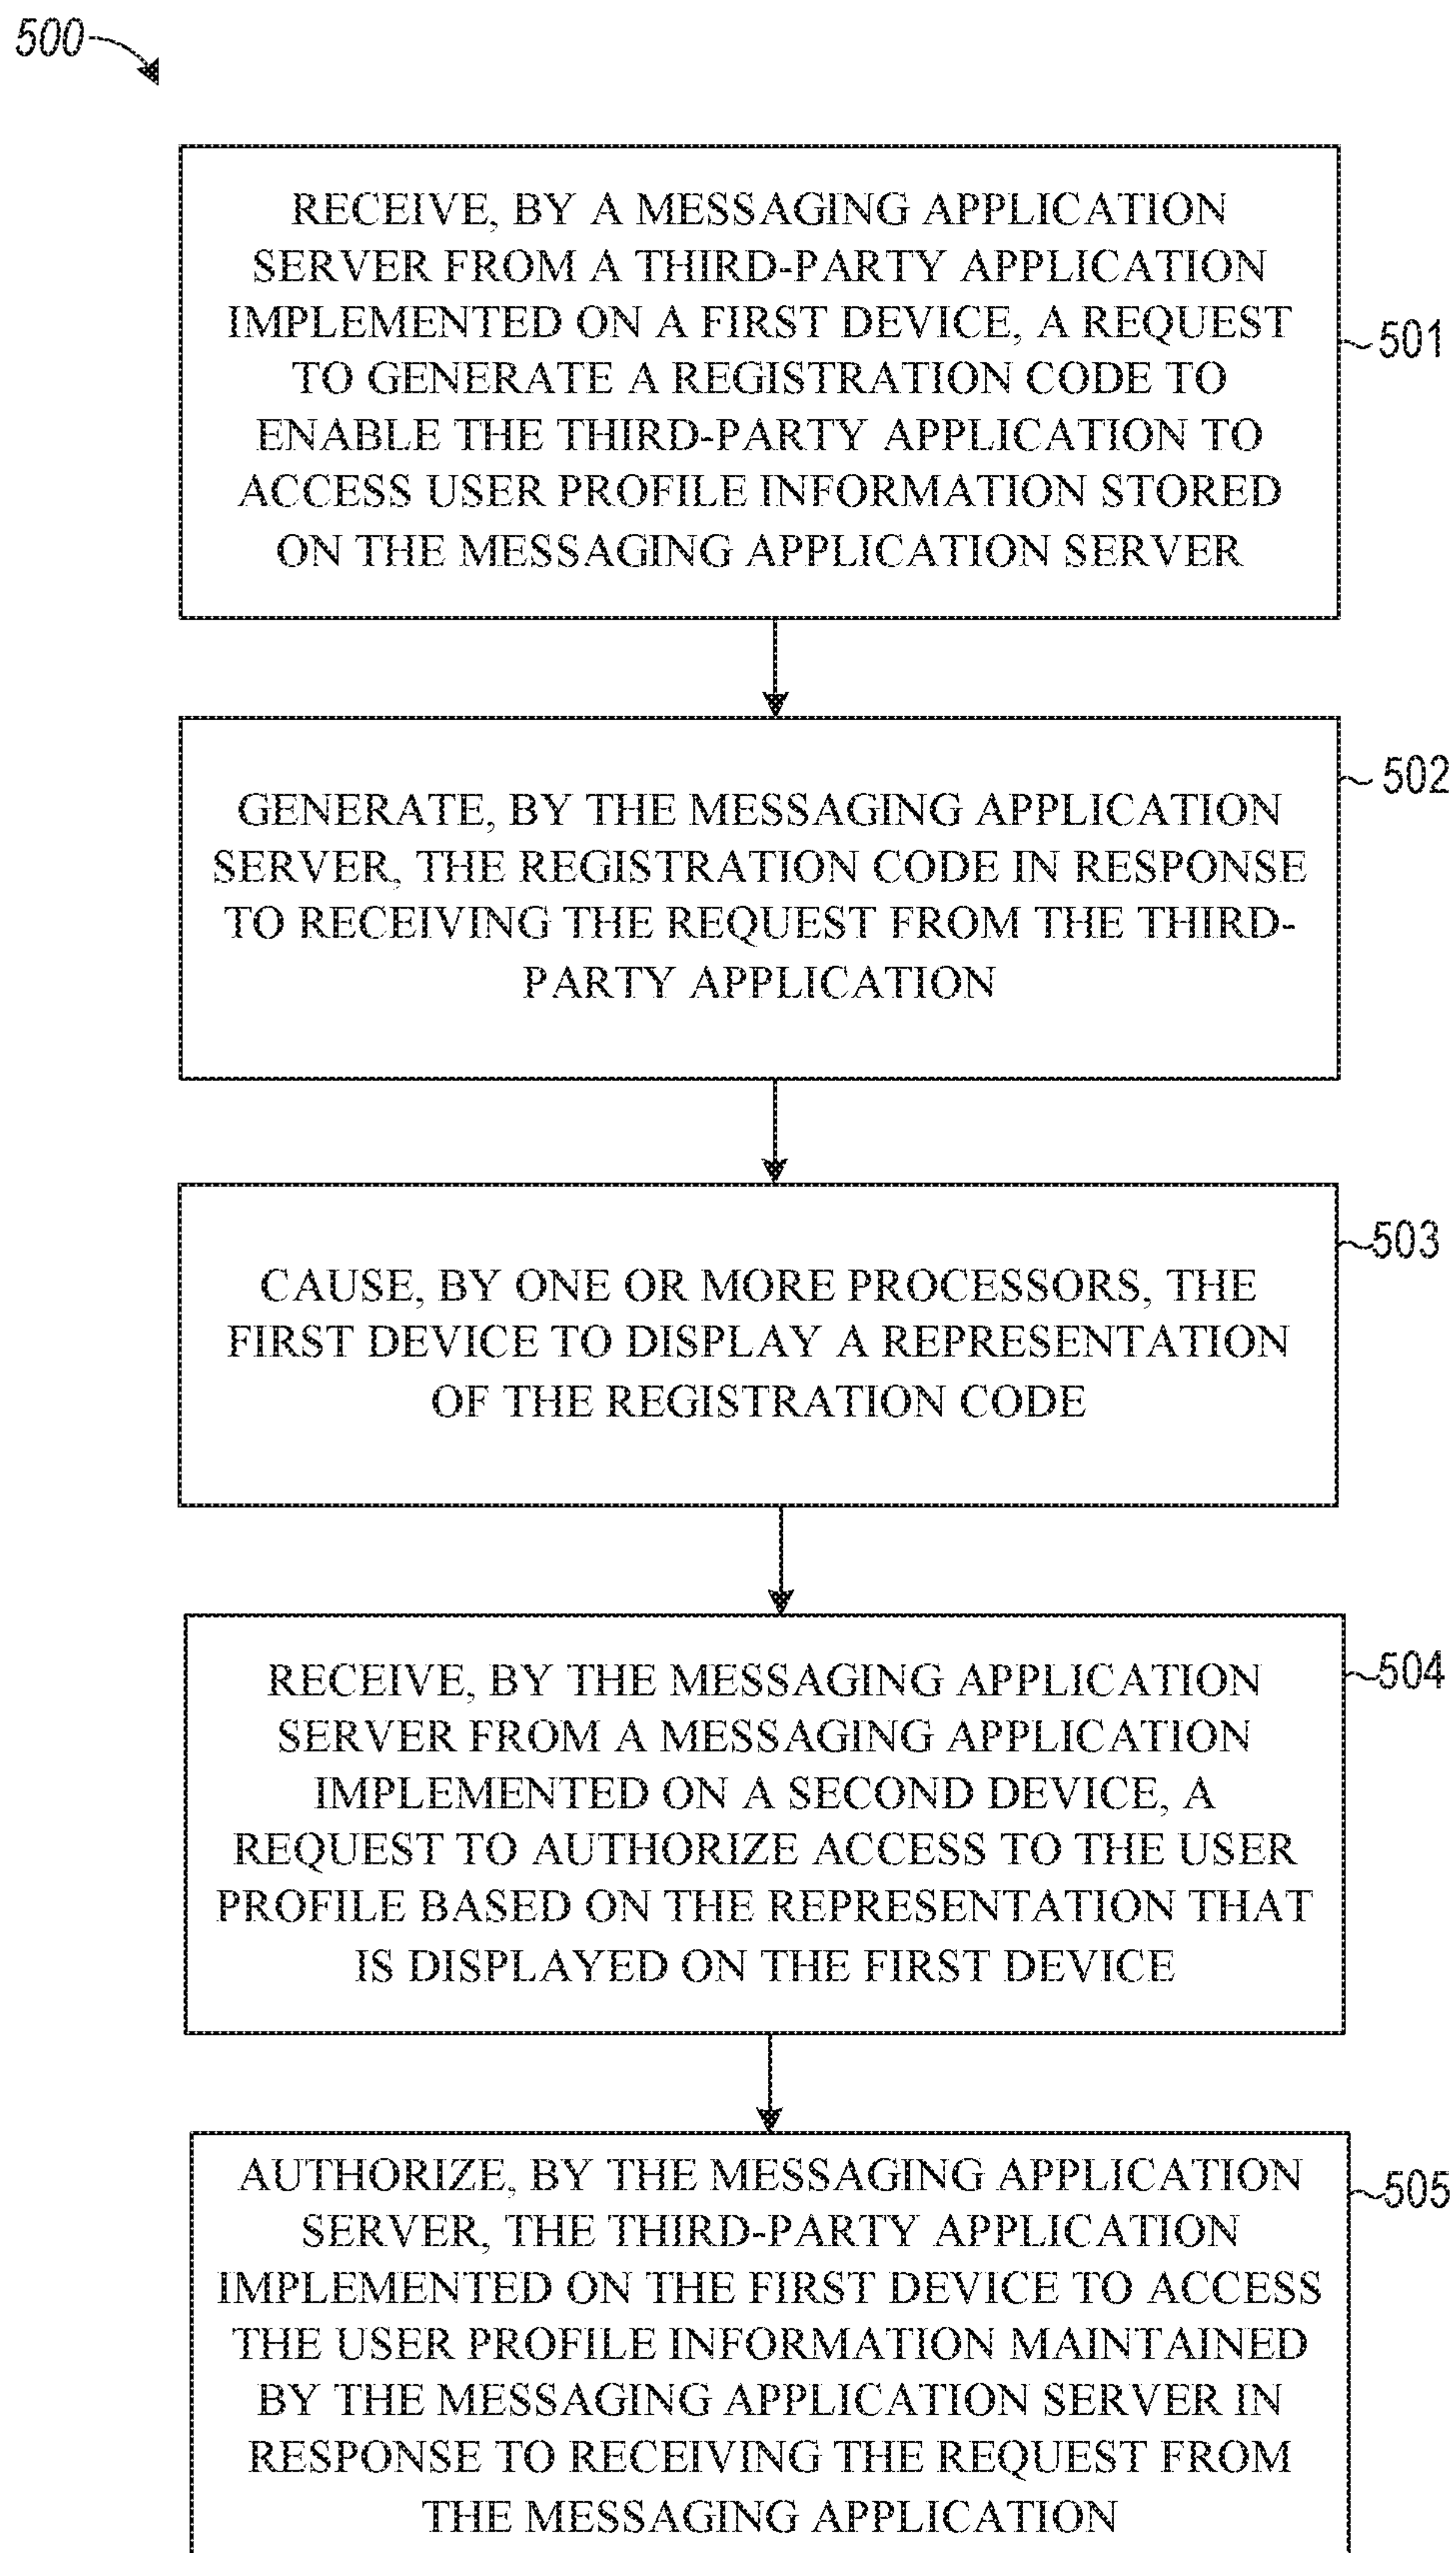 500
RECEIVE, BY A MESSAGING APPLICATION
SERVER FROM A THIRD-PARTY APPLICATION
IMPLEMENTED ON A FIRST DEVICE, A REQUEST
TO GENERATE A REGISTRATION CODE TO
ENABLE THE THIRD-PARTY APPLICATION TO
ACCESS USER PROFILE INFORMATION STORED
ON THE MESSAGING APPLICATION SERVER
501
GENERATE, BY THE MESSAGING APPLICATION
SERVER, THE REGISTRATION CODE IN RESPONSE
TO RECEIVING THE REQUEST FROM THE THIRD-
PARTY APPLICATION
502
CAUSE, BY ONE OR MORE PROCESSORS, THE
FIRST DEVICE TO DISPLAY A REPRESENTATION
OF THE REGISTRATION CODE
503
RECEIVE, BY THE MESSAGING APPLICATION
SERVER FROM A MESSAGING APPLICATION
IMPLEMENTED ON A SECOND DEVICE, A
REQUEST TO AUTHORIZE ACCESS TO THE USER
PROFILE BASED ON THE REPRESENTATION THAT
IS DISPLAYED ON THE FIRST DEVICE
504
AUTHORIZE, BY THE MESSAGING APPLICATION
SERVER, THE THIRD-PARTY APPLICATION
IMPLEMENTED ON THE FIRST DEVICE TO ACCESS
THE USER PROFILE INFORMATION MAINTAINED
BY THE MESSAGING APPLICATION SERVER IN
RESPONSE TO RECEIVING THE REQUEST FROM
THE MESSAGING APPLICATION
505